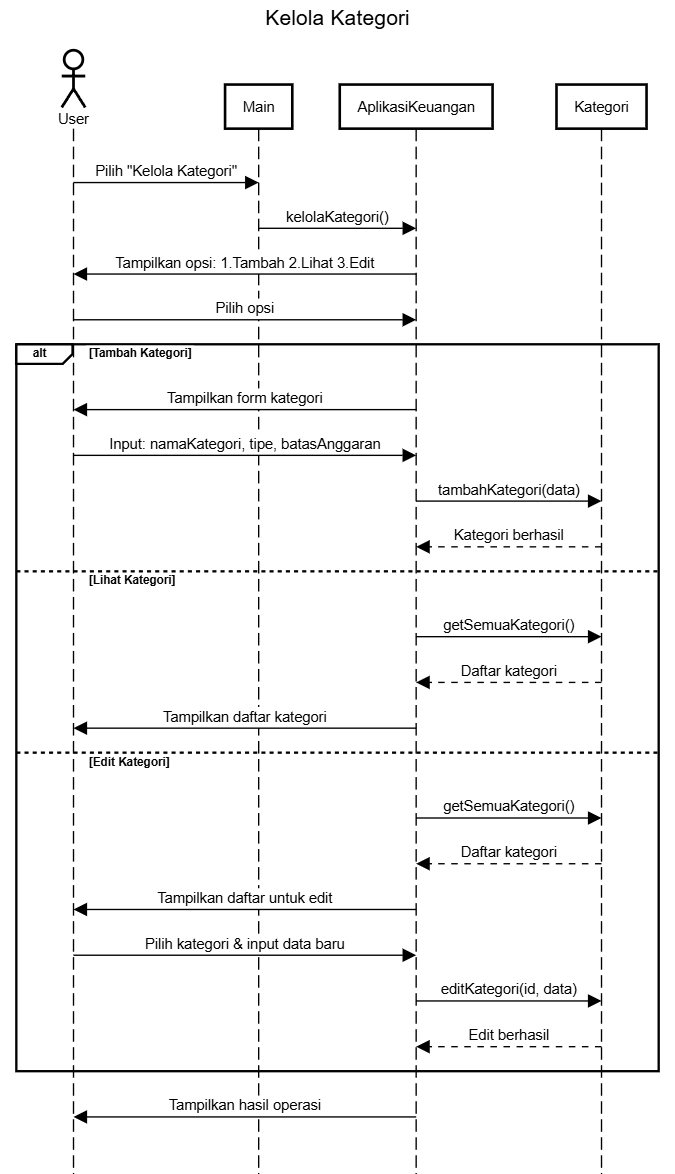 Kelola Kategori
User
Main
AplikasiKeuangan
Kategori
Pilih "Kelola Kategori"
kelolaKategori()
Tampilkan opsi: 1.Tambah 2.Lihat 3.Edit
Pilih opsi
alt
[Tambah Kategori]
Tampilkan form kategori
Input: namaKategori, tipe, batasAnggaran
tambahKategori(data)
Kategori berhasil
[Lihat Kategori]
getSemuaKategori()
Daftar kategori
Tampilkan daftar kategori
[Edit Kategori]
getSemuaKategori()
Daftar kategori
Tampilkan daftar untuk edit
Pilih kategori & input data baru
editKategori(id, data)
Edit berhasil
Tampilkan hasil operasi